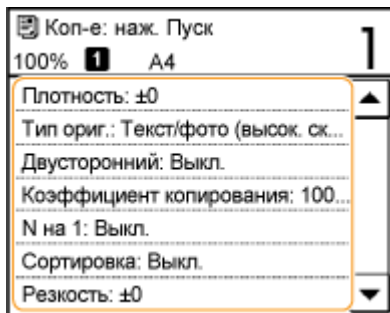 Коп-е: наж. Пуск
100% 1 A4 1
Плотность: ±0
Тип ориг.: Текст/фото (высок. ск...
Двусторонний: Выкл.
Коэффициент копирования: 100...
N на 1: Выкл.
Сортировка: Выкл.
Резкость: ±0